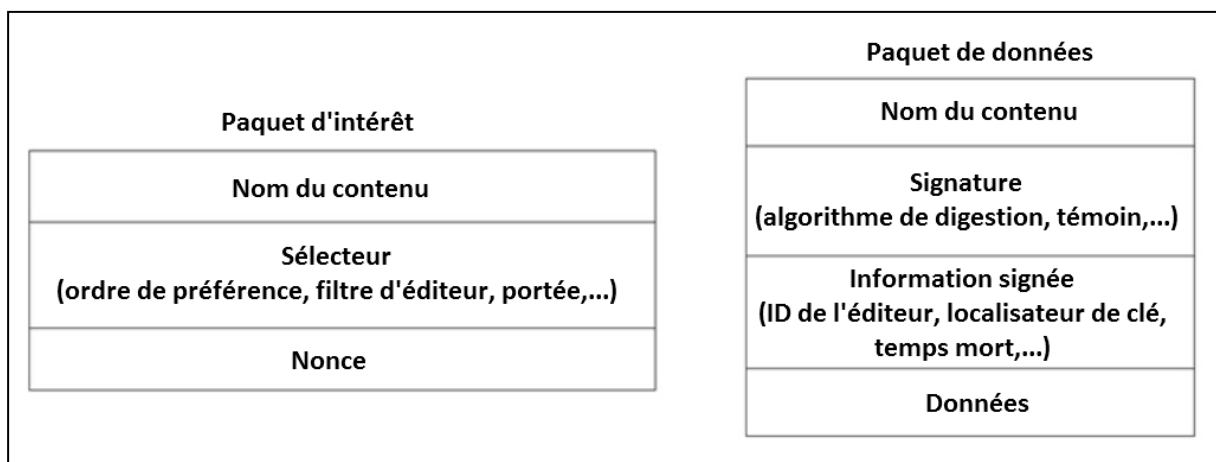 Paquet d'intérêt
Nom du contenu
Sélecteur
(ordre de préférence, filtre d'éditeur, portée,...)
Nonce
Paquet de données
Nom du contenu
Signature
(algorithme de digestion, témoin,...)
Information signée
(ID de l'éditeur, localisateur de clé,
temps mort,...)
Données